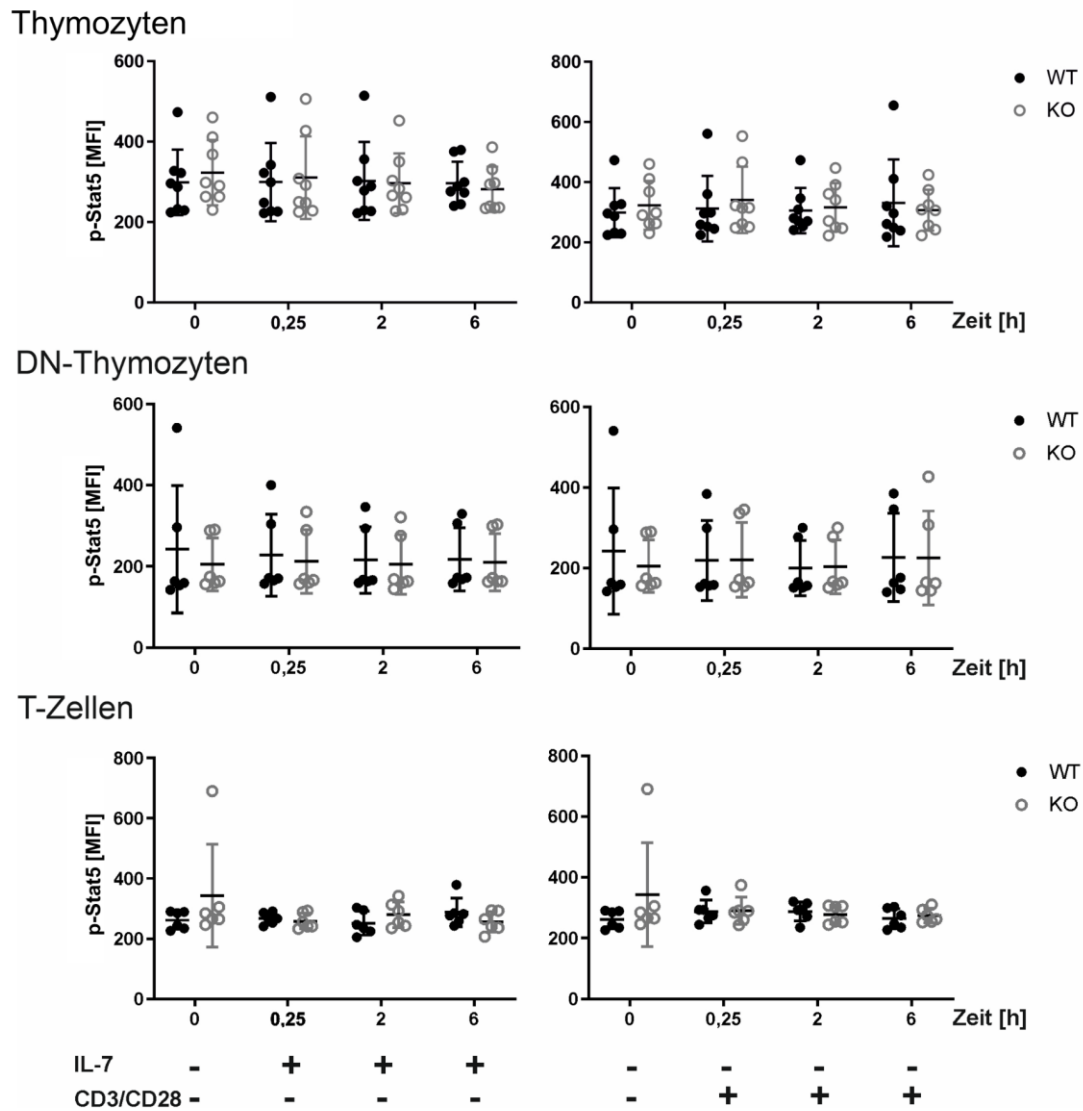 Thymozyten
p-Stat5 [MFI]
600
400
200
0
0 0,25 2 6
800
600
400
200
0
0 0,25 2 6 Zeit [h]
WT
KO
DN-Thymozyten
p-Stat5 [MFI]
600
400
200
0
0 0,25 2 6
600
400
200
0
0 0,25 2 6 Zeit [h]
WT
KO
T-Zellen
p-Stat5 [MFI]
800
600
400
200
0
0 0,25 2 6
800
600
400
200
0
0 0,25 2 6 Zeit [h]
WT
KO
IL-7 - + + + - - - -
CD3/CD28 - - - - - + + +